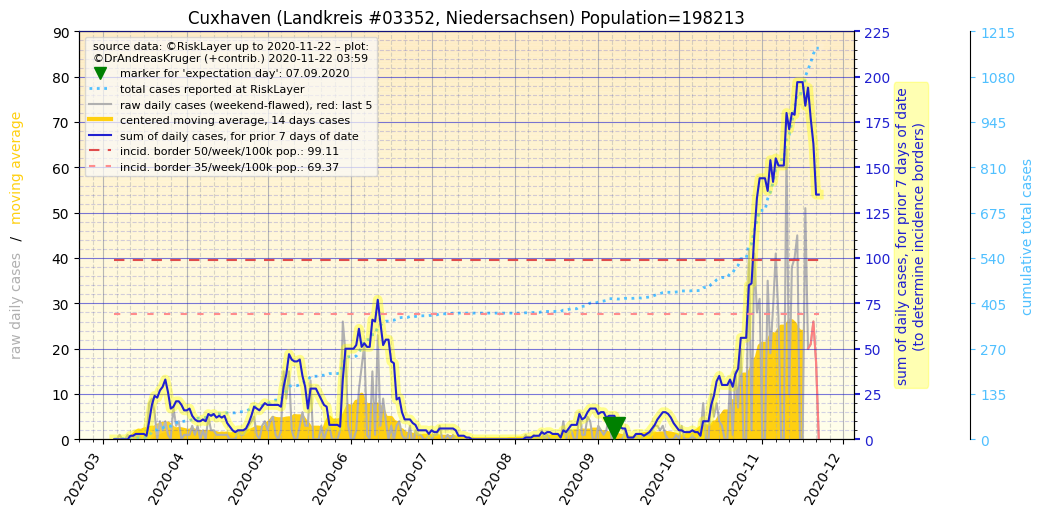 Cuxhaven (Landkreis #03352, Niedersachsen) Population=198213
source data: ©RiskLayer up to 2020-11-22 – plot:
©DrAndreasKruger (+contrib.) 2020-11-22 03:59
marker for 'expectation day': 07.09.2020
total cases reported at RiskLayer
raw daily cases (weekend-flawed), red: last 5
centered moving average, 14 days cases
sum of daily cases, for prior 7 days of date
incid. border 50/week/100k pop.: 99.11
incid. border 35/week/100k pop.: 69.37
raw daily cases / moving average
90
80
70
60
50
40
30
20
10
0
2020-03
2020-04
2020-05
2020-06
2020-07
2020-08
2020-09
2020-10
2020-11
2020-12
225
200
175
150
125
100
75
50
25
0
sum of daily cases, for prior 7 days of date
(to determine incidence borders)
1215
1080
945
810
675
540
405
270
135
0
cumulative total cases